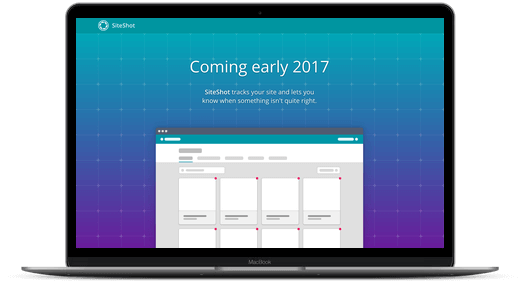 SiteShot
Coming early 2017
SiteShot tracks your site and lets you
know when something isn't quite right.
MacBook